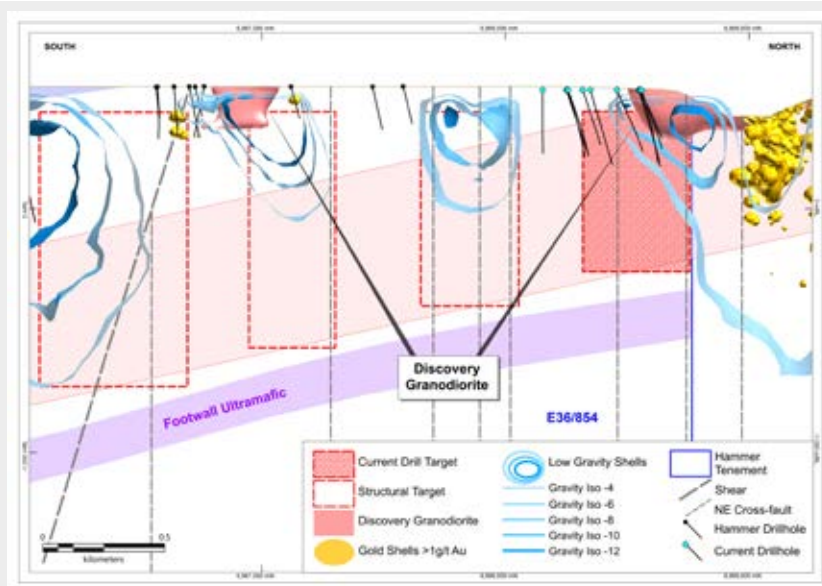 SOUTH
NORTH
Discovery
Granodiorite
Footwall Ultramafic
E36/854
Current Drill Target
Structural Target
Discovery Granodiorite
Gold Shells >1g/t Au
Low Gravity Shells
Gravity Iso -4
Gravity Iso -6
Gravity Iso -8
Gravity Iso -10
Gravity Iso -12
Hammer
Tenement
Shear
NE Cross-fault
Hammer Drillhole
Current Drillhole
0
0.5
kilometers